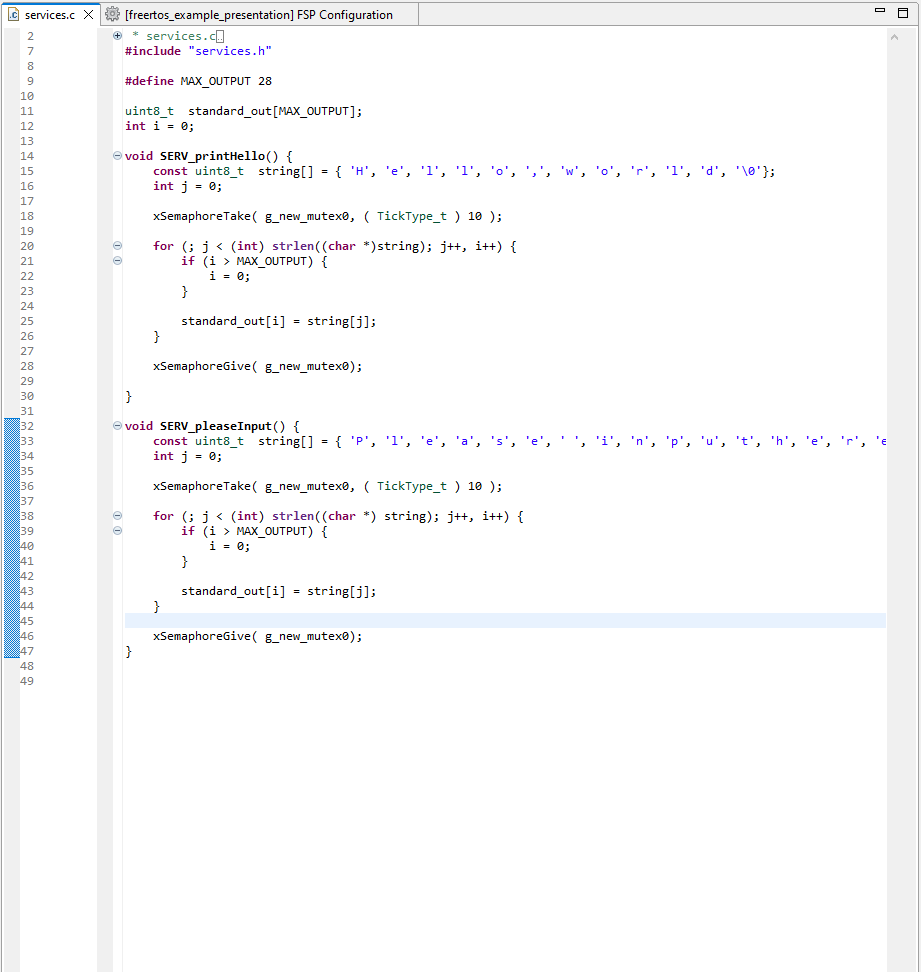 services.c [freertos_example_presentation] FSP Configuration
2 * services.c
7 #include "services.h"
8
9 #define MAX_OUTPUT 28
10
11 uint8_t  standard_out[MAX_OUTPUT];
12 int i = 0;
13
14 void SERV_printHello() {
15     const uint8_t  string[] = { 'H', 'e', 'l', 'l', 'o', ',', 'w', 'o', 'r', 'l', 'd', '\0'};
16     int j = 0;
17
18     xSemaphoreTake( g_new_mutex0, ( TickType_t ) 10 );
19
20     for (; j < (int) strlen((char *)string); j++, i++) {
21         if (i > MAX_OUTPUT) {
22             i = 0;
23         }
24
25         standard_out[i] = string[j];
26     }
27
28     xSemaphoreGive( g_new_mutex0);
29
30 }
31
32 void SERV_pleaseInput() {
33     const uint8_t  string[] = { 'P', 'l', 'e', 'a', 's', 'e', ' ', 'i', 'n', 'p', 'u', 't', 'h', 'e', 'r', 'e
34     int j = 0;
35
36     xSemaphoreTake( g_new_mutex0, ( TickType_t ) 10 );
37
38     for (; j < (int) strlen((char *) string); j++, i++) {
39         if (i > MAX_OUTPUT) {
40             i = 0;
41         }
42
43         standard_out[i] = string[j];
44     }
45
46     xSemaphoreGive( g_new_mutex0);
47 }
48
49